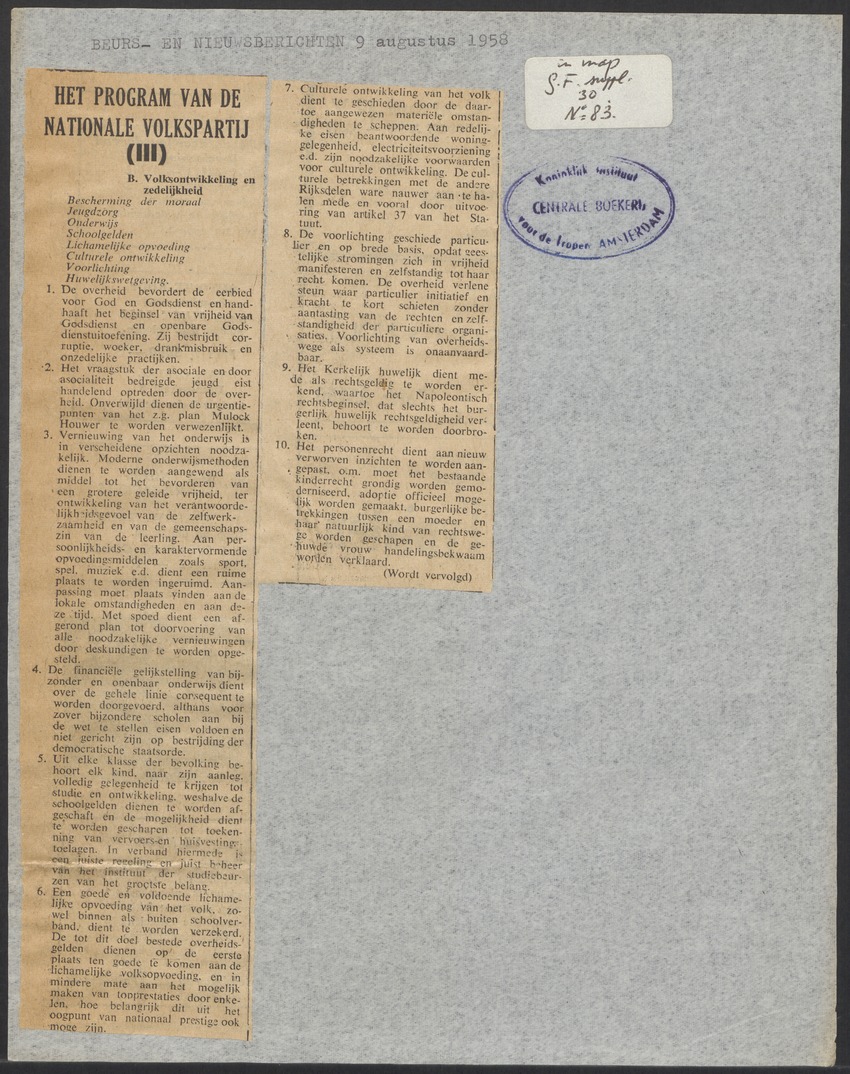 BEURS- EN NIEUWSBERICHTEN 9 augustus 1958
in map
G.F. suppl.
30
No 83.
Koninklijk Instituut
CENTRALE BOEKERIJ
voor de Tropen AMSTERDAM
HET PROGRAM VAN DE
NATIONALE VOLKSPARTIJ
(III)
B. Volksontwikkeling en
zedelijkheid
Bescherming der moraal
Jeugdzorg
Onderwijs
Schoolgelden
Lichamelijke opvoeding
Culturele ontwikkeling
Voorlichting
Huwelijkswetgeving.
1. De overheid bevordert de eerbied
voor God en Godsdienst en hand-
haaft het beginsel van vrijheid van
Godsdienst en openbare Gods-
dienstuitoefening. Zij bestrijdt cor-
ruptie, woeker, drankmisbruik en
onzedelijke practijken.
2. Het vraagstuk der asociale en door
asocialiteit bedreigde jeugd eist
handelend optreden door de over-
heid. Onverwijld dienen de urgentie-
punten van het z.g. plan Mulock
Houwer te worden verwezenlijkt.
3. Vernieuwing van het onderwijs is
in verscheidene opzichten noodza-
kelijk. Moderne onderwijsmethoden
dienen te worden aangewend als
middel tot het bevorderen van
een grotere geleide vrijheid, ter
ontwikkeling van het verantwoorde-
lijkheidsgevoel van de zelfwerk-
zaamheid en van de gemeenschaps-
zin van de leerling. Aan per-
soonlijkheids- en karaktervormende
opvoedingsmiddelen zoals sport,
spel, muziek e.d. dient een ruime
plaats te worden ingeruimd. Aan-
passing moet plaats vinden aan de
lokale omstandigheden en aan de-
ze tijd. Met spoed dient een af-
gerond plan tot doorvoering van
alle noodzakelijke vernieuwingen
door deskundigen te worden opge-
steld.
4. De financiële gelijkstelling van bij-
zonder en openbaar onderwijs dient
over de gehele linie consequent te
worden doorgevoerd, althans voor
zover bijzondere scholen aan bij
de wet te stellen eisen voldoen en
niet gericht zijn op bestrijding der
democratische staatsorde.
5. Uit elke klasse der bevolking be-
hoort elk kind, naar zijn aanleg,
volledig gelegenheid te krijgen tot
studie en ontwikkeling, weshalve de
schoolgelden dienen te worden af-
geschaft en de mogelijkheid dient
te worden geschapen tot toeken-
ning van vervoers-en huisvesting-
toelagen. In verband hiermede is
een juiste regeling en juist beheer
van het instituut der studiebeur-
zen van het grootste belang.
6. Een goede en voldoende lichame-
lijke opvoeding van het volk, zo-
wel binnen als buiten schoolver-
band, dient te worden verzekerd.
De tot dit doel bestede overheids-
gelden dienen op de eerste
plaats ten goede te komen aan de
lichamelijke volksopvoeding, en in
mindere mate aan het mogelijk
maken van topprestaties door enke-
len, hoe belangrijk dit uit het
oogpunt van nationaal prestige ook
moge zijn.
7. Culturele ontwikkeling van het volk
dient te geschieden door de daar-
toe aangewezen materiële omstan-
digheden te scheppen. Aan redelij-
ke eisen beantwoordende woning-
gelegenheid, electriciteitsvoorziening
e.d. zijn noodzakelijke voorwaarden
voor culturele ontwikkeling. De cul-
turele betrekkingen met de andere
Rijksdelen ware nauwer aan te ha-
len mede en vooral door uitvoe-
ring van artikel 37 van het Sta-
tuut.
8. De voorlichting geschiede particu-
lier en op brede basis, opdat gees-
telijke stromingen zich in vrijheid
manifesteren en zelfstandig tot haar
recht komen. De overheid verlene
steun waar particulier initiatief en
kracht te kort schieten zonder
aantasting van de rechten en zelf-
standigheid der particuliere organi-
saties. Voorlichting van overheids-
wege als systeem is onaanvaard-
baar.
9. Het Kerkelijk huwelijk dient me-
de als rechtsgeldig te worden er-
kend, waartoe het Napoleontisch
rechtsbeginsel, dat slechts het bur-
gerlijk huwelijk rechtsgeldigheid ver-
leent, behoort te worden doorbro-
ken.
10. Het personenrecht dient aan nieuw
verworven inzichten te worden aan-
gepast, o.m. moet het bestaande
kinderrecht grondig worden gemo-
derniseerd, adoptie officieel moge-
lijk worden gemaakt, burgerlijke be-
trekkingen tussen een moeder en
haar natuurlijk kind van rechtswe-
ge worden geschapen en de ge-
huwde vrouw handelingsbekwaam
worden verklaard.
(Wordt vervolgd)